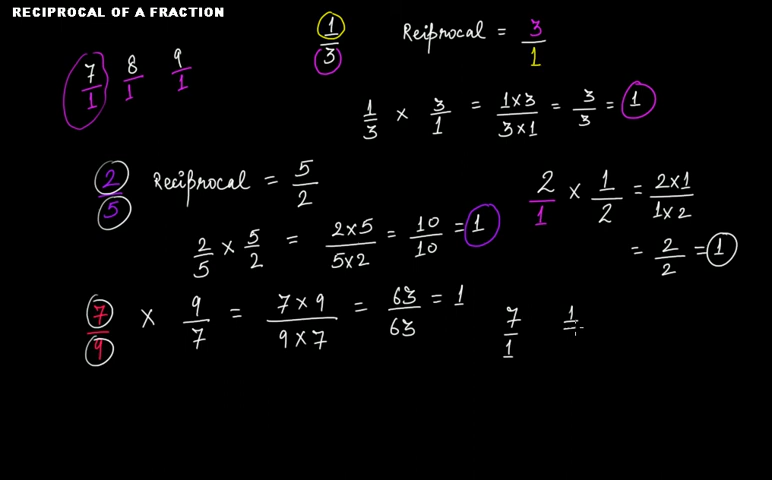 RECIPROCAL OF A FRACTION
1/3 Reciprocal = 3/1
7/1 8/1 9/1
1/3 × 3/1 = 1×3/3×1 = 3/3 = 1
2/5 Reciprocal = 5/2
2/1 × 1/2 = 2×1/1×2
= 2/2 = 1
2/5 × 5/2 = 2×5/5×2 = 10/10 = 1
7/9 × 9/7 = 7×9/9×7 = 63/63 = 1
7/1 1/